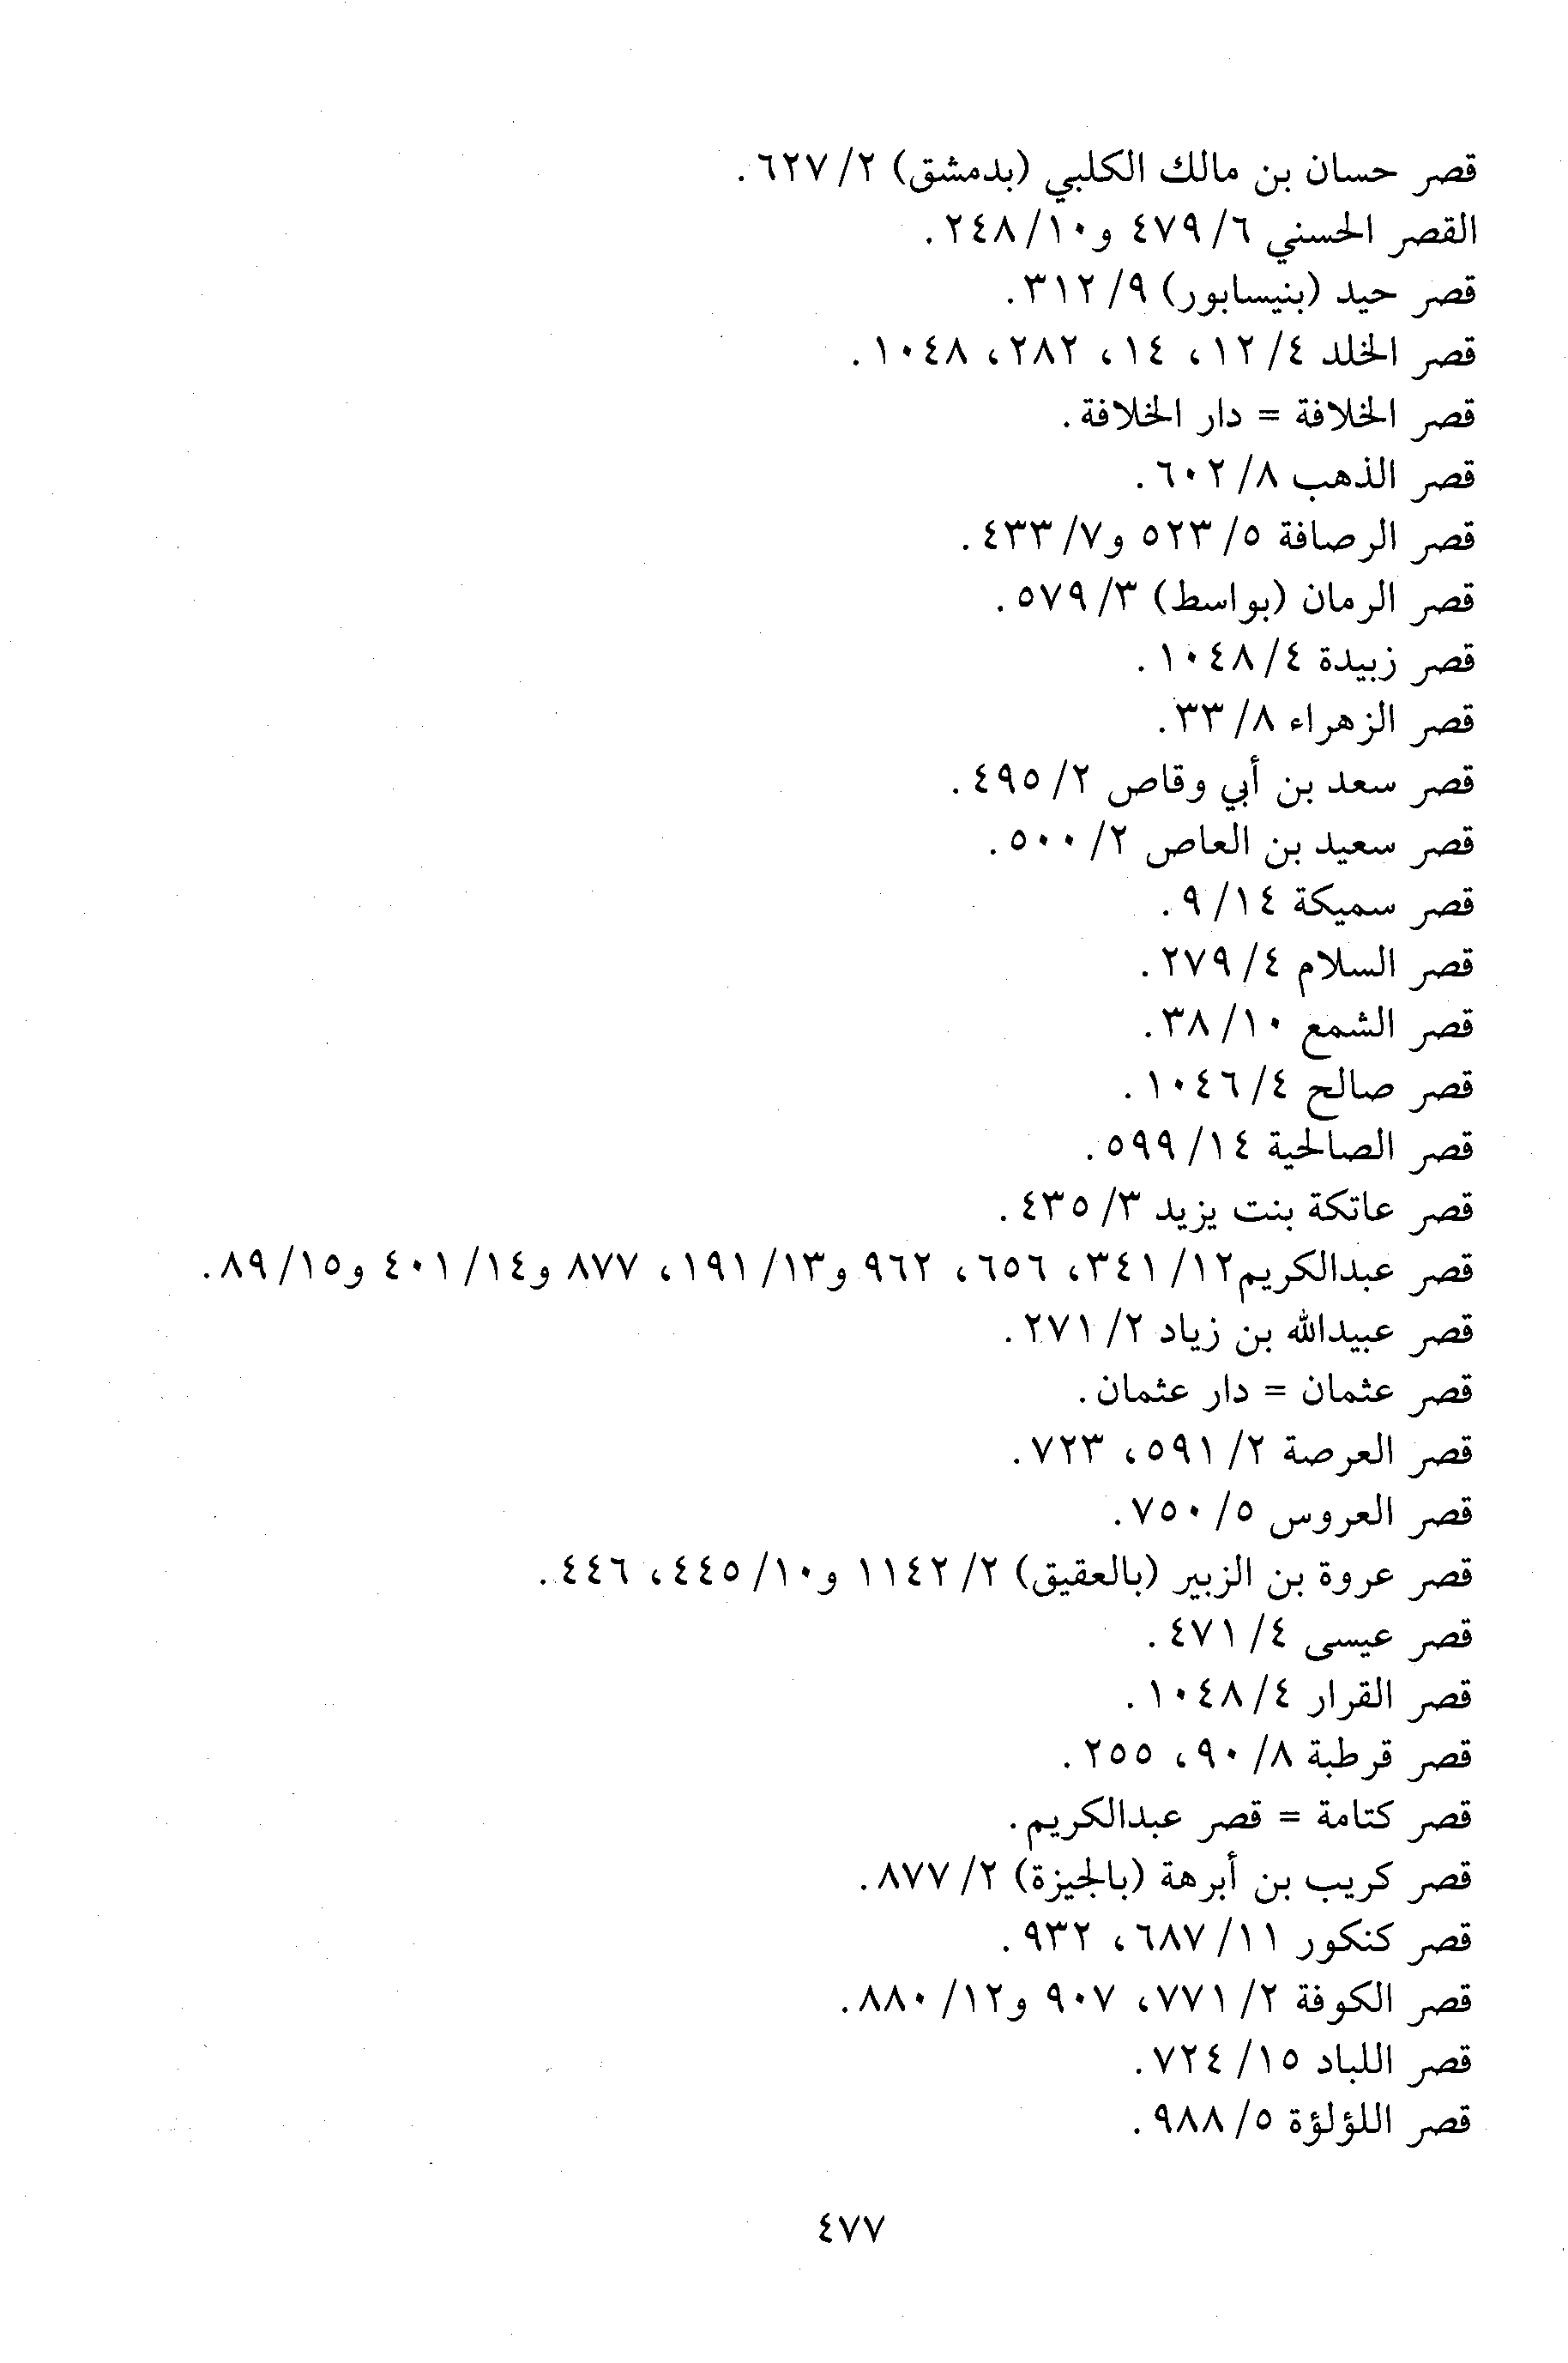 قصر حسان بن مالك الكلبي (بدمشق) ٢/ ٦٢٧.
القصر الحسني ٦/ ٤٧٩ و١٠/ ٢٤٨.
قصر حيد (بنيسابور) ٩/ ٣١٢.
قصر الخلد ٤/ ١٢، ١٤، ٢٨٢، ١٠٤٨.
قصر الخلافة = دار الخلافة.
قصر الذهب ٨/ ٦٠٢.
قصر الرصافة ٥/ ٥٢٣ و٧/ ٤٣٣.
قصر الرمان (بواسط) ٣/ ٥٧٩.
قصر زبيدة ٤/ ١٠٤٨.
قصر الزهراء ٨/ ٣٣.
قصر سعد بن أبي وقاص ٢/ ٤٩٥.
قصر سعيد بن العاص ٢/ ٥٠٠.
قصر سميكة ١٤/ ٩.
قصر السلام ٤/ ٢٧٩.
قصر الشمع ١٠/ ٣٨.
قصر صالح ٤/ ١٠٤٦.
قصر الصالحية ١٤/ ٥٩٩.
قصر عاتكة بنت يزيد ٣/ ٤٣٥.
قصر عبدالكريم١٢/ ٣٤١، ٦٥٦، ٩٦٢ و١٣/ ١٩١، ٨٧٧ و١٤/ ٤٠١ و١٥/ ٨٩.
قصر عبيدالله بن زياد ٢/ ٢٧١.
قصر عثمان = دار عثمان.
قصر العرصة ٢/ ٥٩١، ٧٢٣.
قصر العروس ٥/ ٧٥٠.
قصر عروة بن الزبير (بالعقيق) ٢/ ١١٤٢ و١٠/ ٤٤٥، ٤٤٦.
قصر عيسى ٤/ ٤٧١.
قصر القرار ٤/ ١٠٤٨.
قصر قرطبة ٨/ ٩٠، ٢٥٥.
قصر كتامة = قصر عبدالكريم.
قصر كريب بن أبرهة (بالجيزة) ٢/ ٨٧٧.
قصر كنكور ١١/ ٦٨٧، ٩٣٢.
قصر الكوفة ٢/ ٧٧١، ٩٠٧ و١٢/ ٨٨٠.
قصر اللباد ١٥/ ٧٢٤.
قصر اللؤلؤة ٥/ ٩٨٨.
٤٧٧